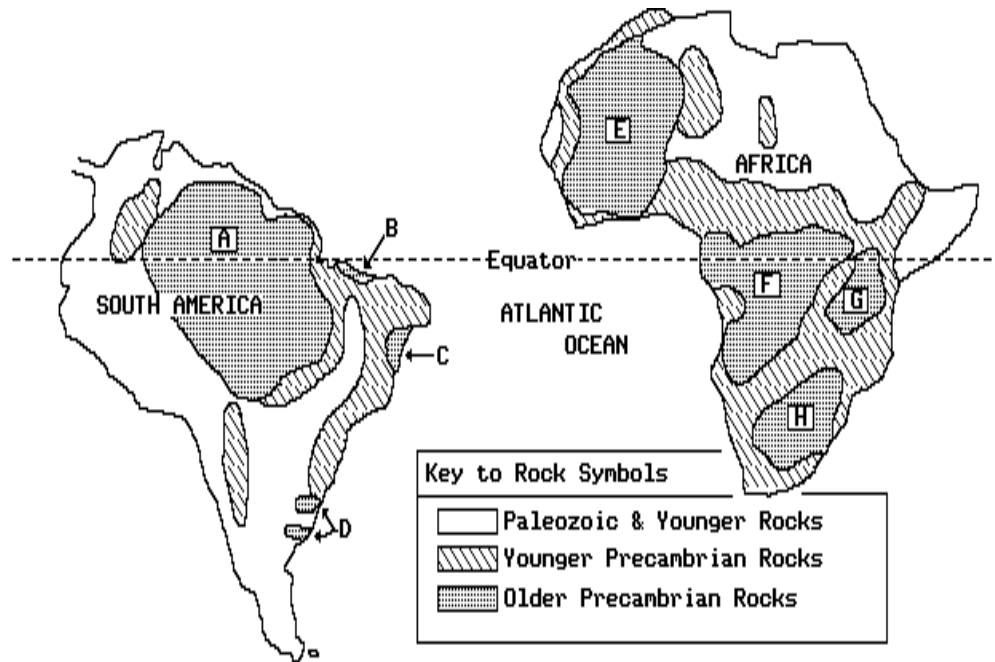 E
AFRICA
A
B
Equator
F
SOUTH AMERICA
G
ATLANTIC
OCEAN
C
H
Key to Rock Symbols
Paleozoic & Younger Rocks
D
Younger Precambrian Rocks
Older Precambrian Rocks